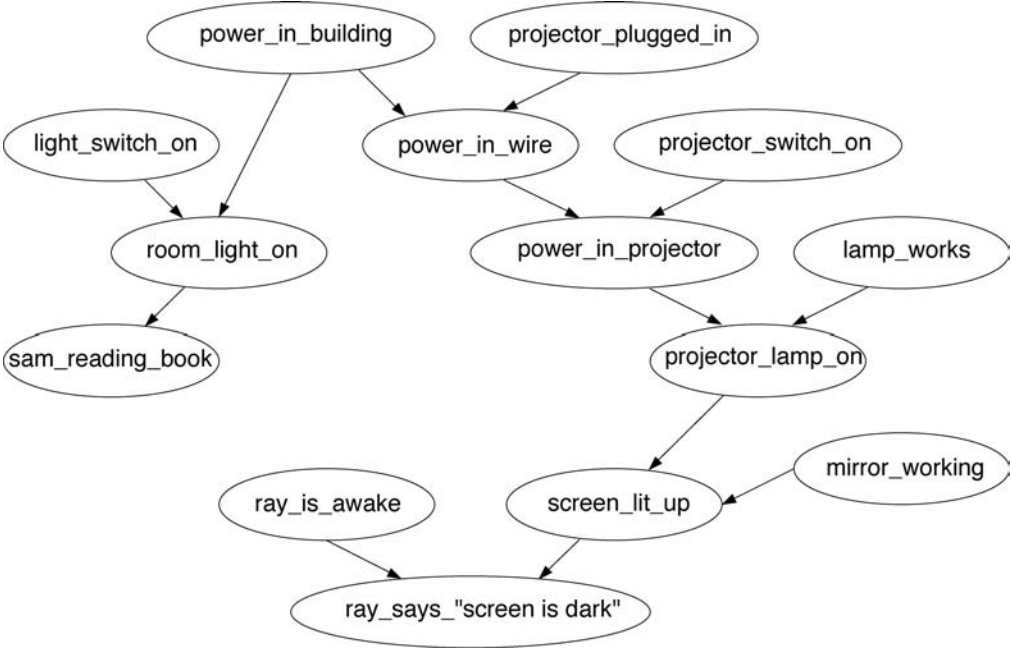 power_in_building
projector_plugged_in
light_switch_on
power_in_wire
projector_switch_on
room_light_on
power_in_projector
lamp_works
sam_reading_book
projector_lamp_on
mirror_working
ray_is_awake
screen_lit_up
ray_says_"screen is dark"